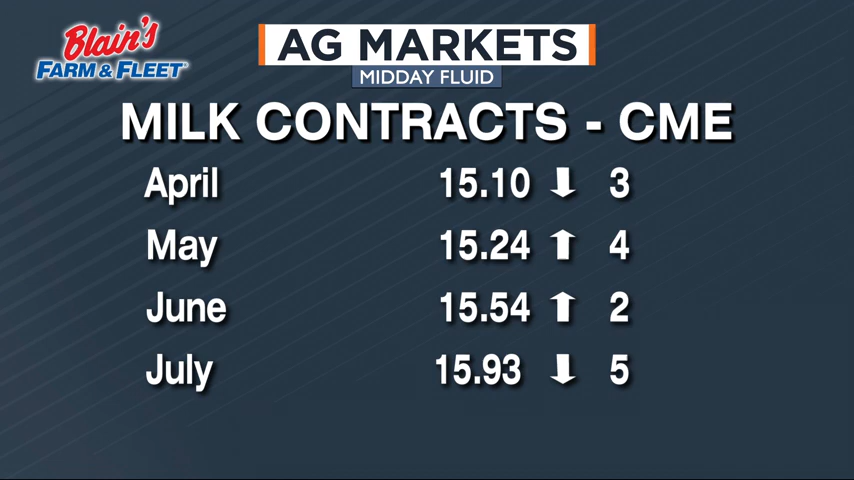 Blain's
FARM & FLEET
AG MARKETS
MIDDAY FLUID
MILK CONTRACTS - CME
April 15.10 ⬇ 3
May 15.24 ⬆ 4
June 15.54 ⬆ 2
July 15.93 ⬇ 5